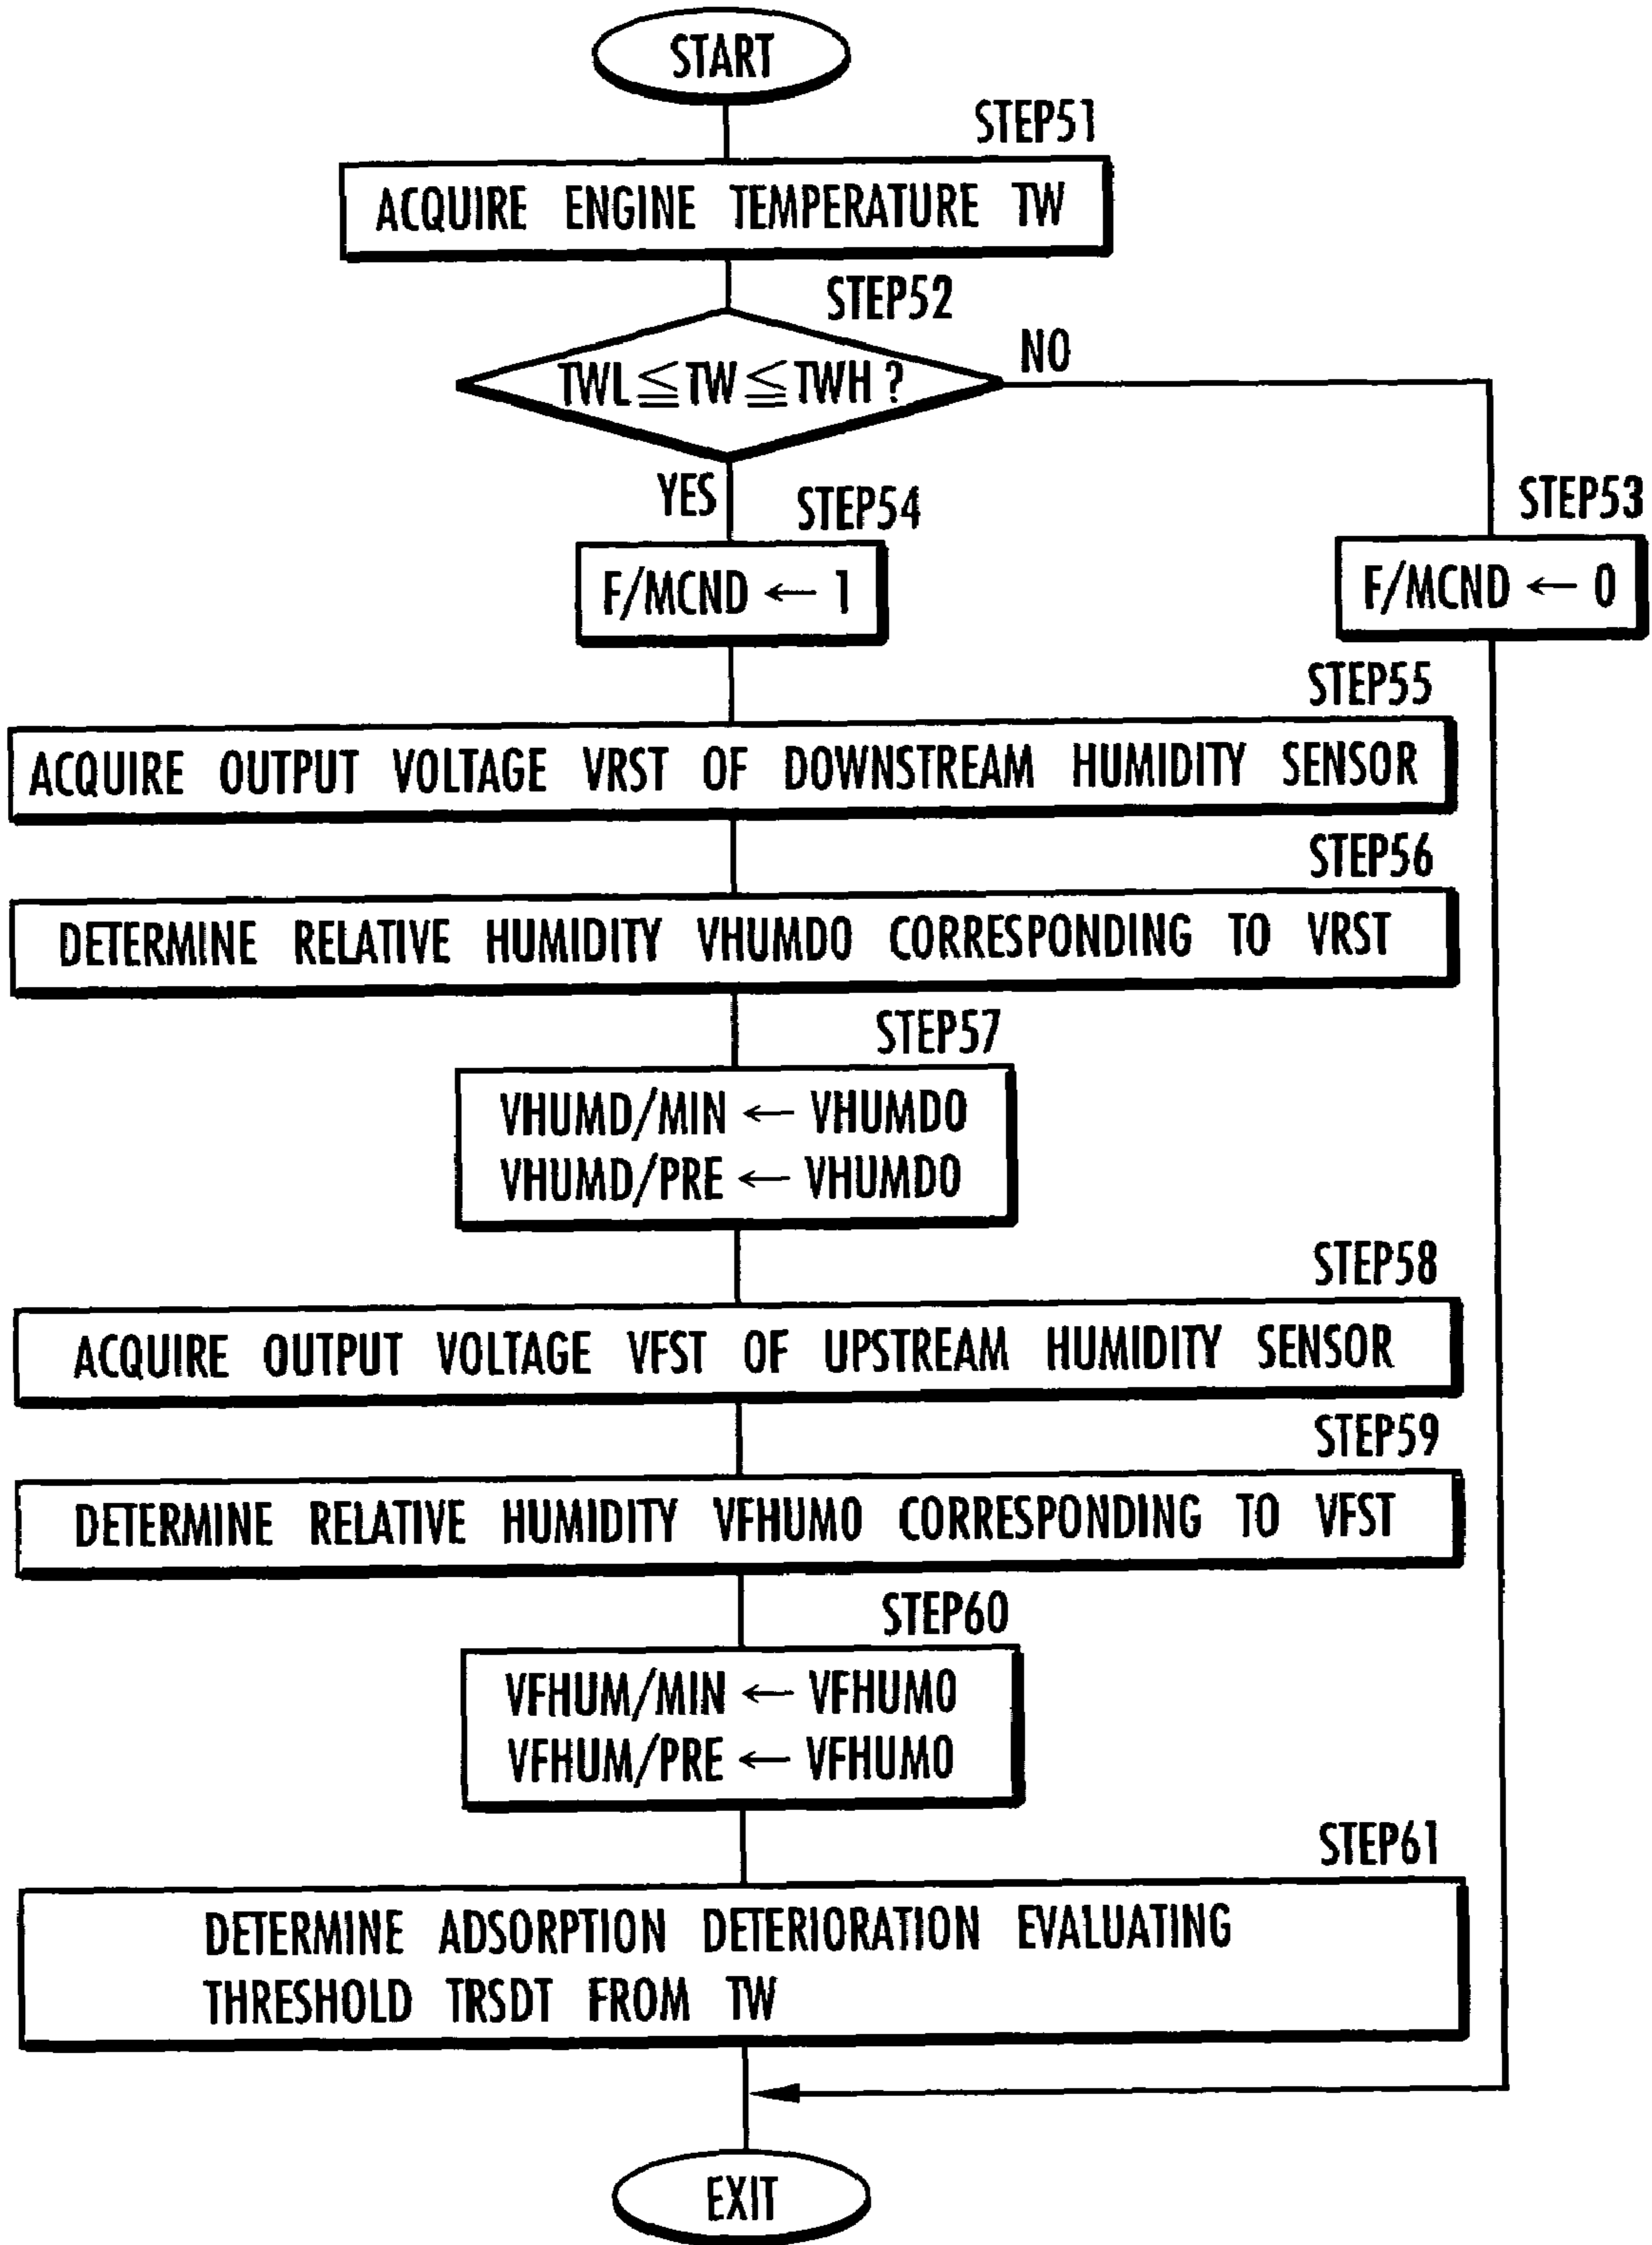 START
STEP51
ACQUIRE ENGINE TEMPERATURE TW
STEP52
TWL≦TW≦TWH?
NO
YES
STEP54
F/MCND ← 1
STEP53
F/MCND ← 0
STEP55
ACQUIRE OUTPUT VOLTAGE VRST OF DOWNSTREAM HUMIDITY SENSOR
STEP56
DETERMINE RELATIVE HUMIDITY VHUMD0 CORRESPONDING TO VRST
STEP57
VHUMD/MIN ← VHUMD0
VHUMD/PRE ← VHUMD0
STEP58
ACQUIRE OUTPUT VOLTAGE VFST OF UPSTREAM HUMIDITY SENSOR
STEP59
DETERMINE RELATIVE HUMIDITY VFHUM0 CORRESPONDING TO VFST
STEP60
VFHUM/MIN ← VFHUM0
VFHUM/PRE ← VFHUM0
STEP61
DETERMINE ADSORPTION DETERIORATION EVALUATING
THRESHOLD TRSDT FROM TW
EXIT